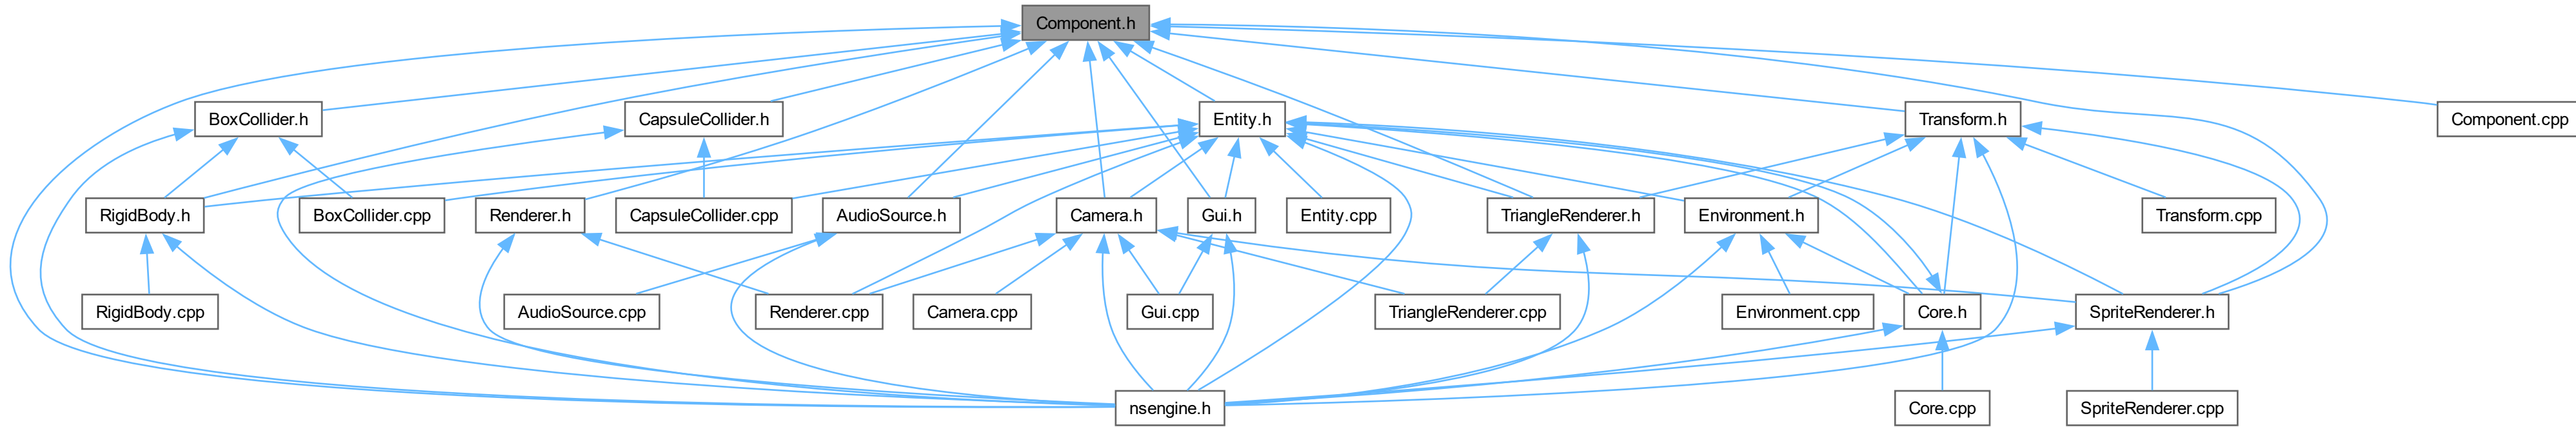 Component.h
BoxCollider.h
CapsuleCollider.h
Entity.h
Transform.h
Component.cpp
RigidBody.h
BoxCollider.cpp
Renderer.h
CapsuleCollider.cpp
AudioSource.h
Camera.h
Gui.h
Entity.cpp
TriangleRenderer.h
Environment.h
Transform.cpp
RigidBody.cpp
AudioSource.cpp
Renderer.cpp
Camera.cpp
Gui.cpp
TriangleRenderer.cpp
Environment.cpp
Core.h
SpriteRenderer.h
nsengine.h
Core.cpp
SpriteRenderer.cpp